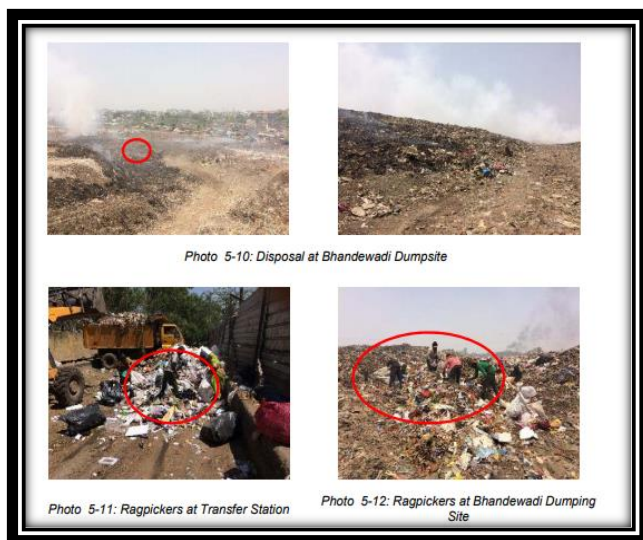 Photo 5-10: Disposal at Bhandewadi Dumpsite
Photo 5-11: Ragpickers at Transfer Station
Photo 5-12: Ragpickers at Bhandewadi Dumping
Site